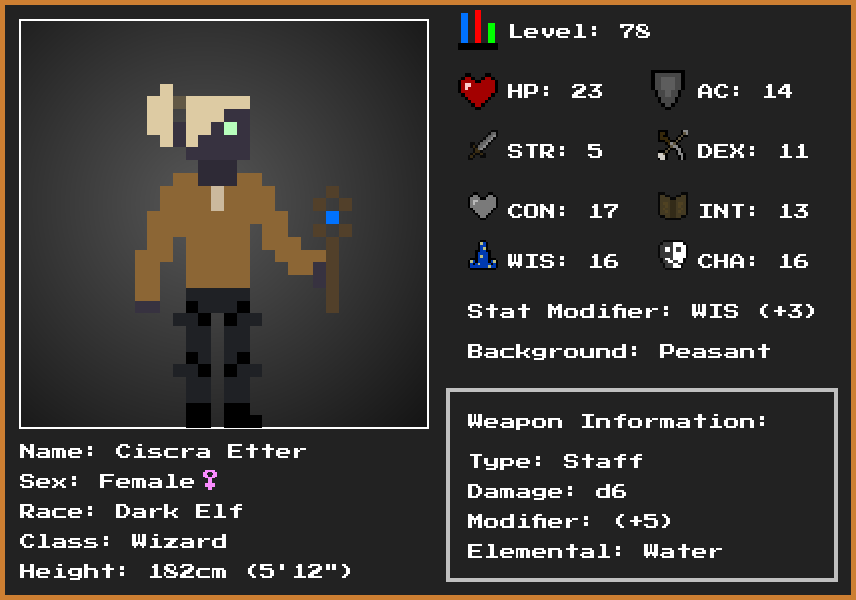 Level: 78
HP: 23
AC: 14
STR: 5
DEX: 11
CON: 17
INT: 13
WIS: 16
CHA: 16
Stat Modifier: WIS (+3)
Background: Peasant
Weapon Information:
Type: Staff
Damage: d6
Modifier: (+5)
Elemental: Water
Name: Ciscra Etter
Sex: Female♀
Race: Dark Elf
Class: Wizard
Height: 182cm (5'12")